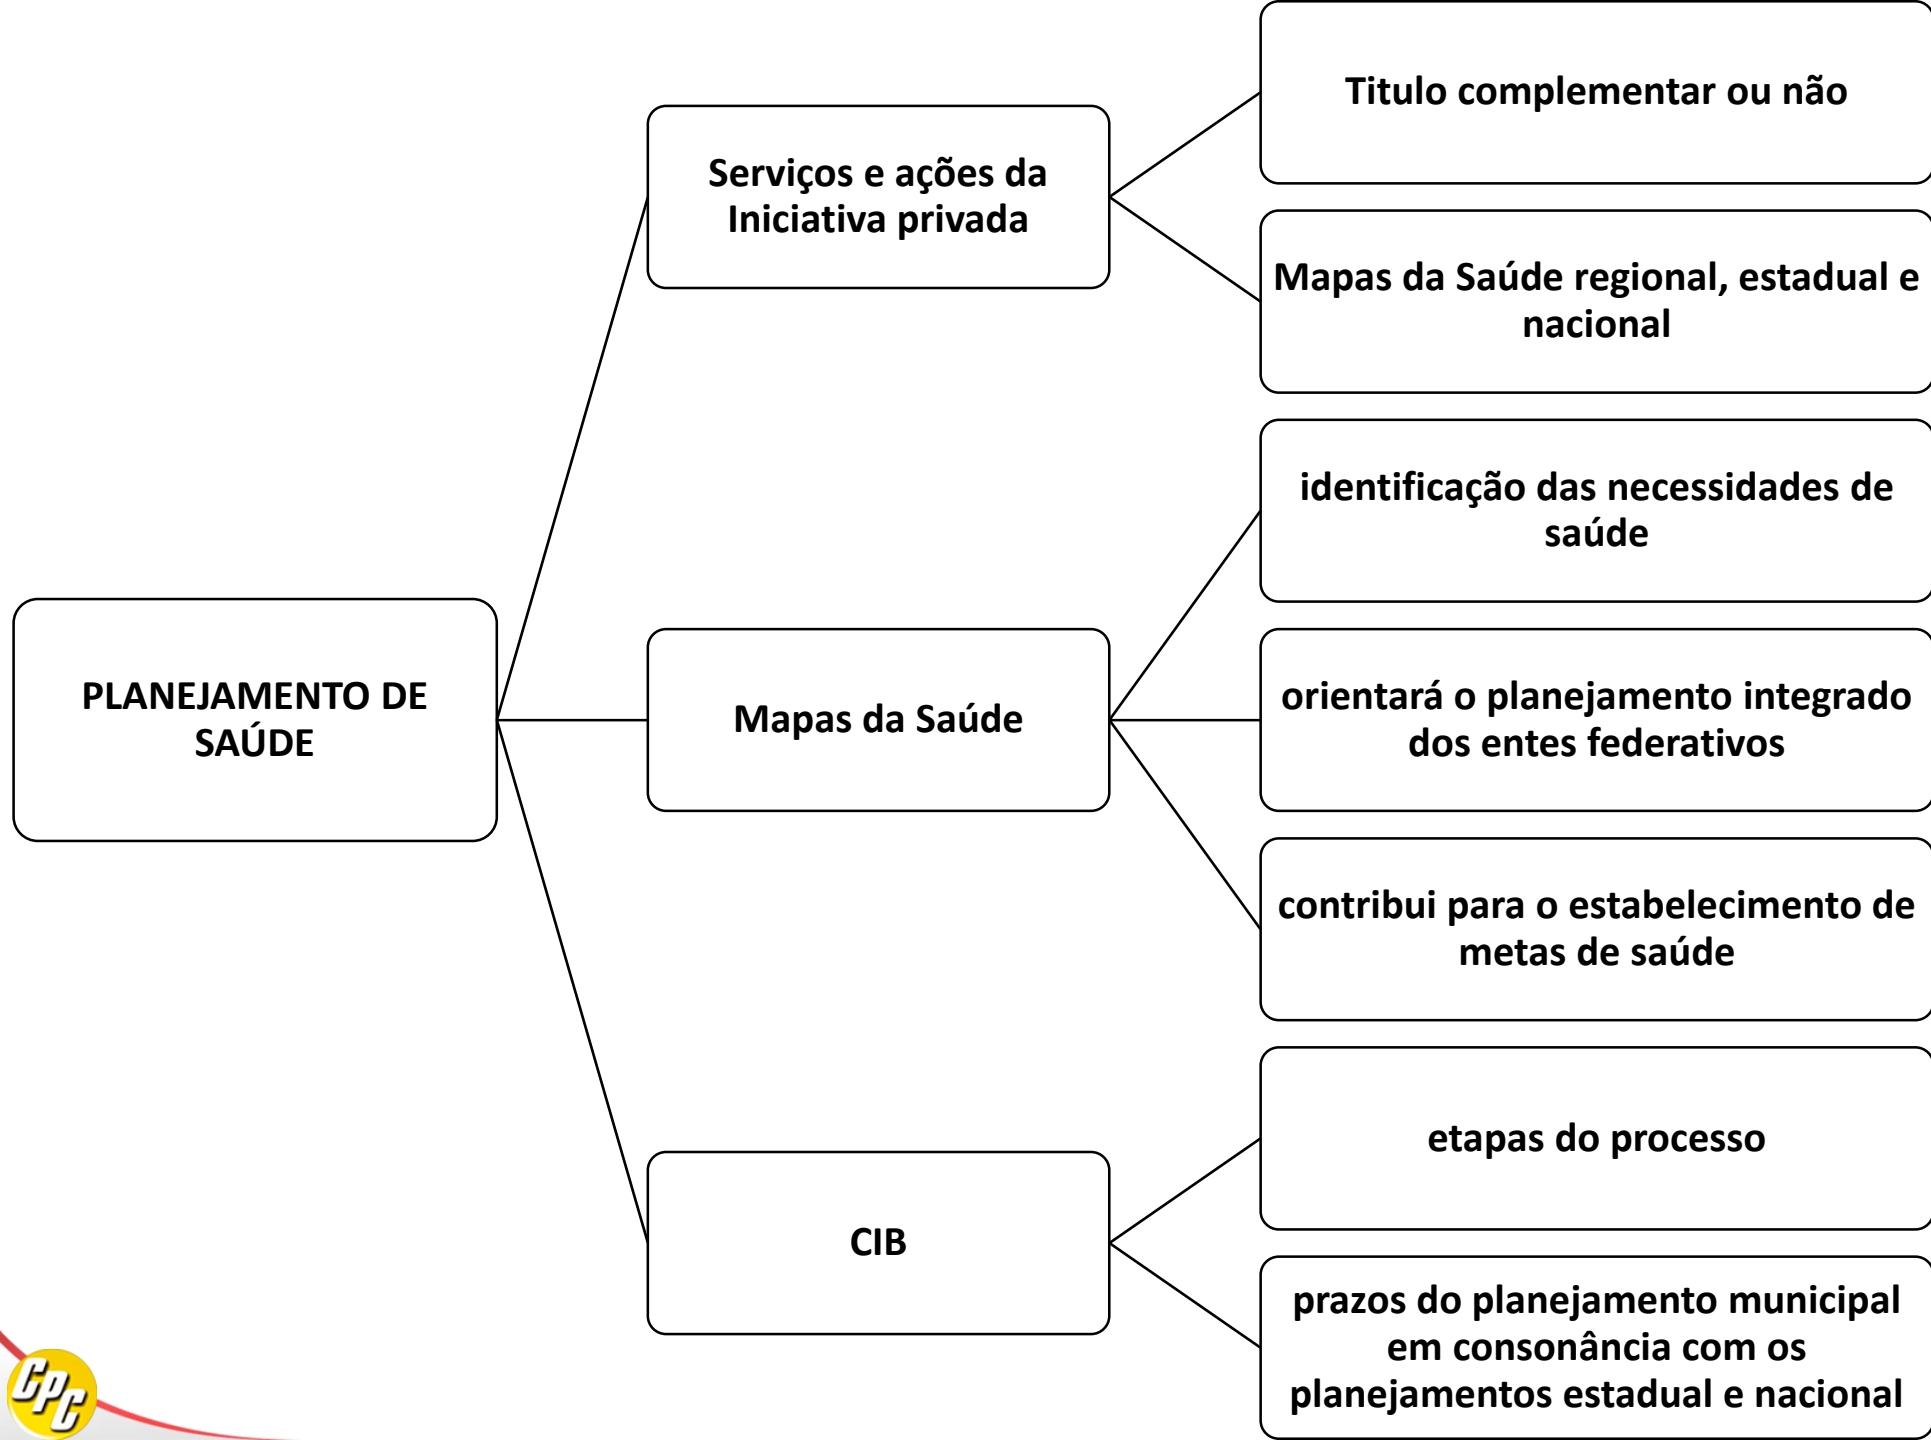 PLANEJAMENTO DE
SAÚDE
Serviços e ações da
Iniciativa privada
Titulo complementar ou não
Mapas da Saúde regional, estadual e
nacional
Mapas da Saúde
identificação das necessidades de
saúde
orientará o planejamento integrado
dos entes federativos
contribui para o estabelecimento de
metas de saúde
CIB
etapas do processo
prazos do planejamento municipal
em consonância com os
planejamentos estadual e nacional
CPC